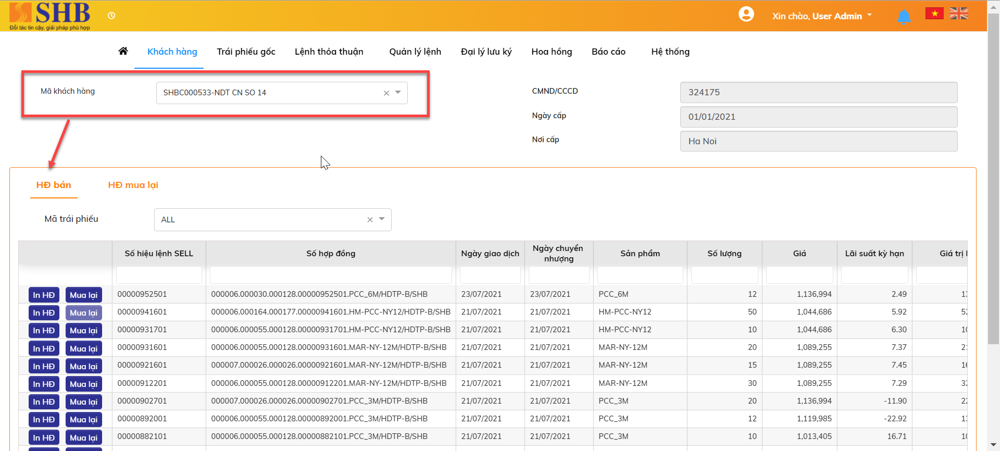 SHB
Đối tác tin cậy, giải pháp phù hợp
Xin chào, User Admin
Khách hàng Trái phiếu gốc Lệnh thỏa thuận Quản lý lệnh Đại lý lưu ký Hoa hồng Báo cáo Hệ thống
Mã khách hàng SHBC000533-NDT CN SO 14
CMND/CCCD 324175
Ngày cấp 01/01/2021
Nơi cấp Ha Noi
HĐ bán HĐ mua lại
Mã trái phiếu ALL
Số hiệu lệnh SELL Số hợp đồng Ngày giao dịch Ngày chuyển nhượng Sản phẩm Số lượng Giá Lãi suất kỳ hạn Giá trị
In HĐ Mua lại 00000952501 000006.000030.000128.00000952501.PCC_6M/HDTP-B/SHB 23/07/2021 23/07/2021 PCC_6M 12 1,136,994 2.49 13
In HĐ Mua lại 00000941601 000006.000164.000177.00000941601.HM-PCC-NY12/HDTP-B/SHB 21/07/2021 21/07/2021 HM-PCC-NY12 50 1,044,686 5.92 52
In HĐ Mua lại 00000931701 000006.000055.000128.00000931701.HM-PCC-NY12/HDTP-B/SHB 21/07/2021 21/07/2021 HM-PCC-NY12 10 1,044,686 6.30 10
In HĐ Mua lại 00000931601 000006.000055.000128.00000931601.MAR-NY-12M/HDTP-B/SHB 21/07/2021 21/07/2021 MAR-NY-12M 20 1,089,255 7.37 21
In HĐ Mua lại 00000921601 000007.000026.000026.00000921601.MAR-NY-12M/HDTP-B/SHB 21/07/2021 21/07/2021 MAR-NY-12M 15 1,089,255 7.45 16
In HĐ Mua lại 00000912201 000006.000055.000128.00000912201.MAR-NY-12M/HDTP-B/SHB 21/07/2021 21/07/2021 MAR-NY-12M 30 1,089,255 7.29 32
In HĐ Mua lại 00000902701 000007.000026.000026.00000902701.PCC_3M/HDTP-B/SHB 21/07/2021 21/07/2021 PCC_3M 20 1,136,994 -11.90 22
In HĐ Mua lại 00000892001 000006.000055.000128.00000892001.PCC_3M/HDTP-B/SHB 21/07/2021 21/07/2021 PCC_3M 12 1,119,985 -22.92 13
In HĐ Mua lại 00000882101 000006.000055.000128.00000882101.PCC_3M/HDTP-B/SHB 21/07/2021 21/07/2021 PCC_3M 10 1,013,405 16.71 10